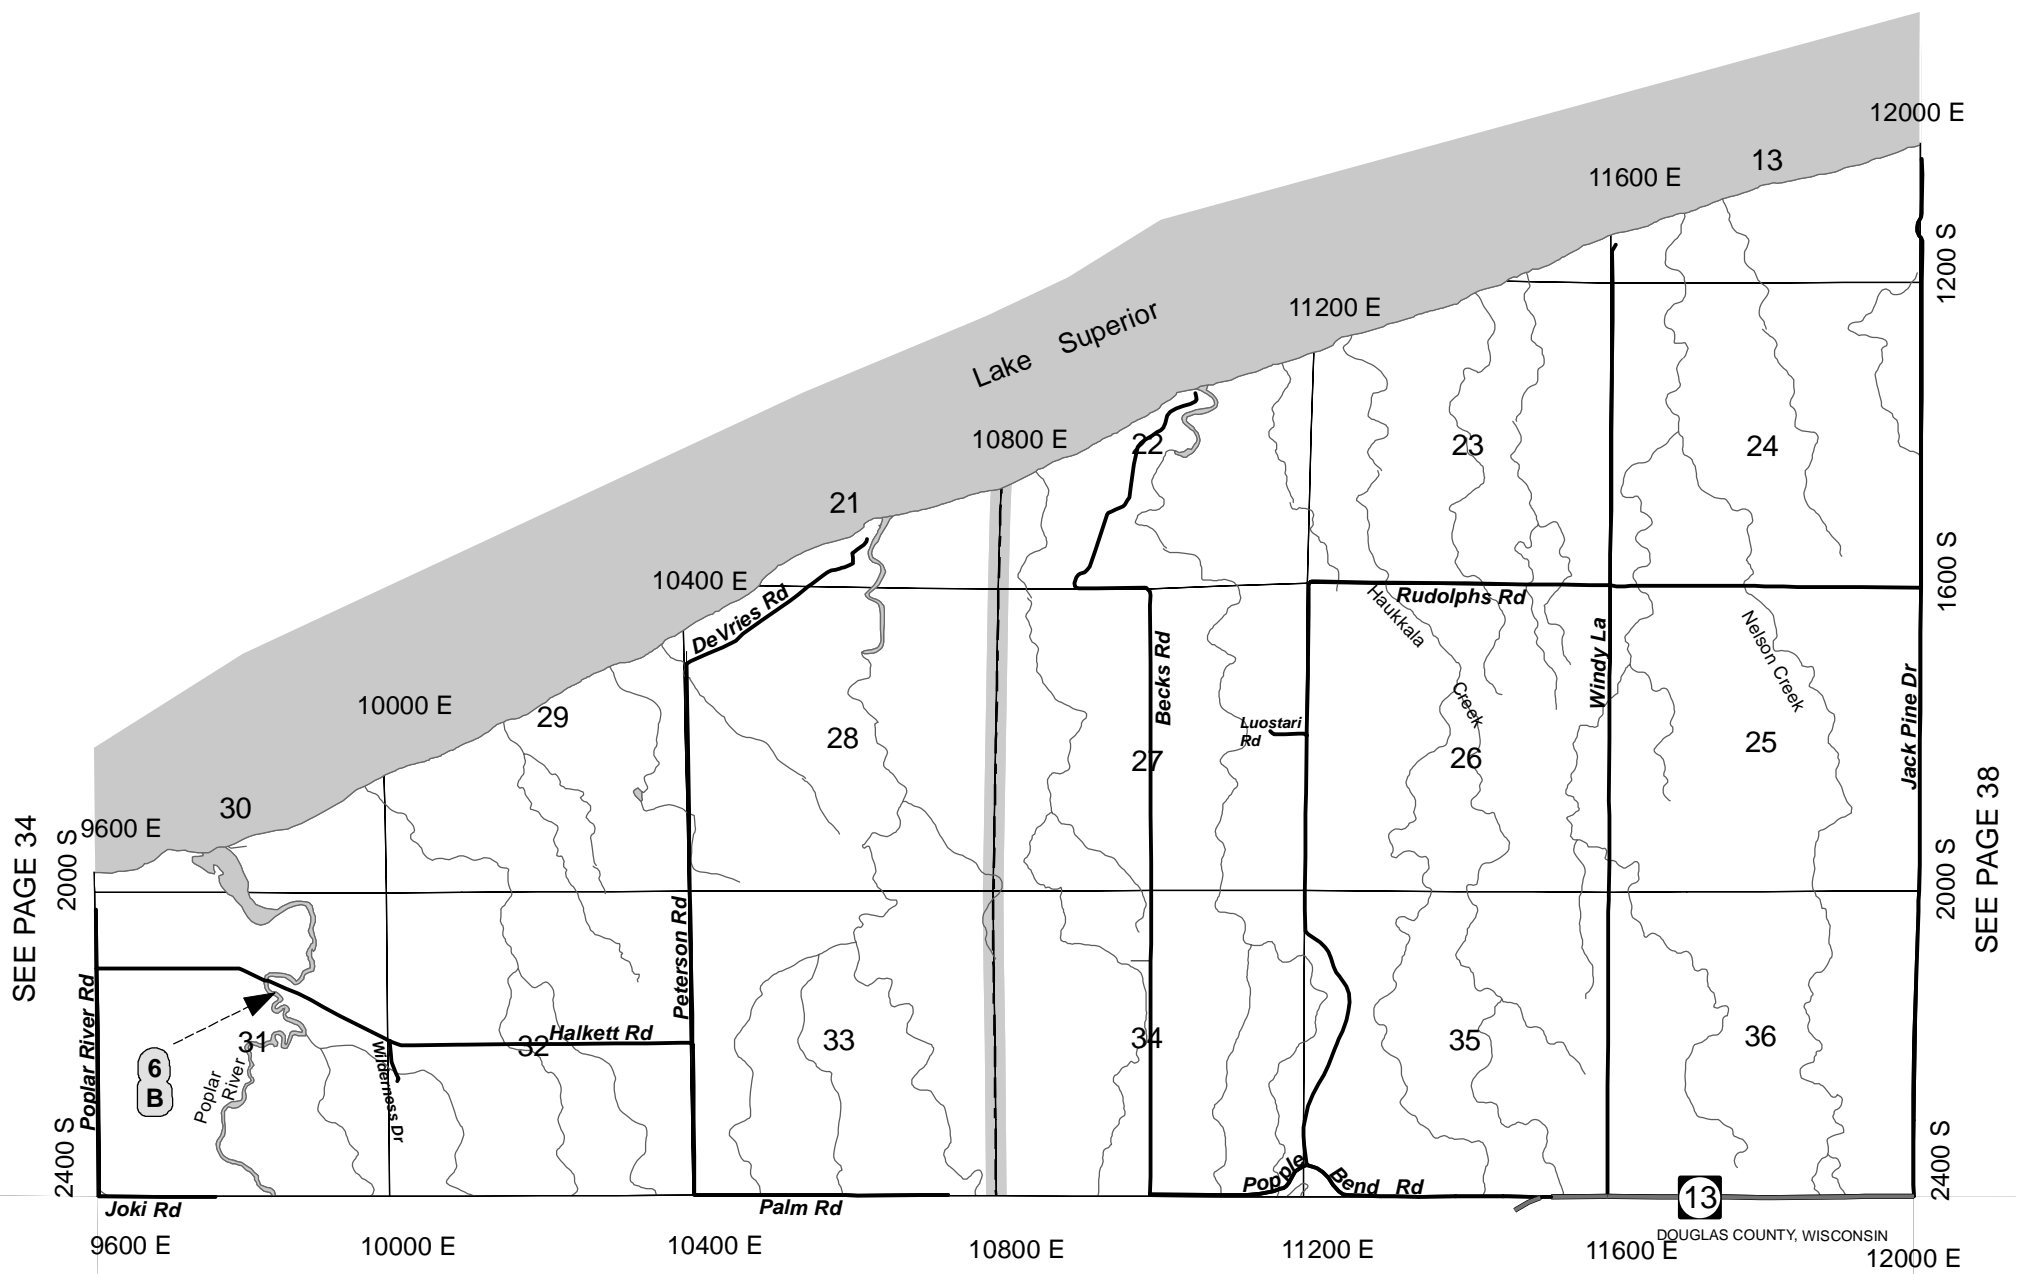 12000 E
13
11600 E
1200 S
11200 E
Lake Superior
10800 E
22
23
24
21
10400 E
DeVries Rd
Rudolphs Rd
1600 S
Haukkala
Creek
Nelson Creek
Becks Rd
Windy La
Jack Pine Dr
10000 E
29
28
27
Luostari
Rd
26
25
30
9600 E
2000 S
2000 S
SEE PAGE 34
SEE PAGE 38
Poplar River Rd
Peterson Rd
6
B
31
Poplar
River
Wilderness Dr
32
Halkett Rd
33
34
35
36
2400 S
2400 S
Popple Bend Rd
Joki Rd
Palm Rd
13
DOUGLAS COUNTY, WISCONSIN
9600 E
10000 E
10400 E
10800 E
11200 E
11600 E
12000 E